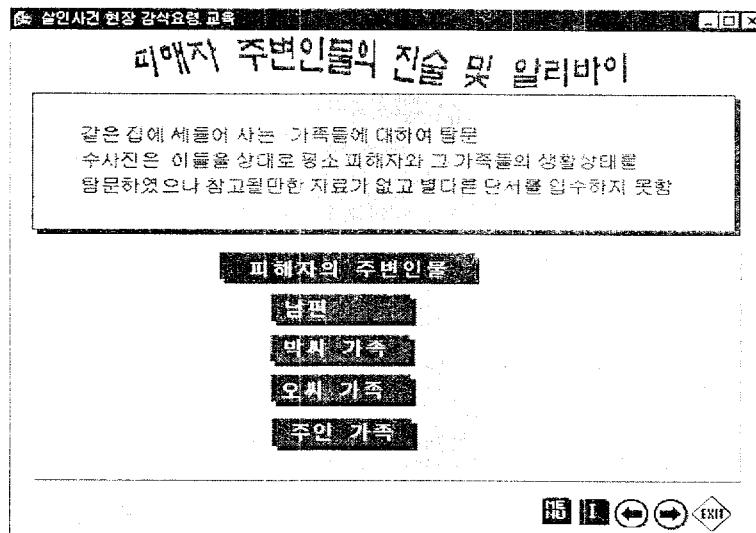 살인사건 현장 감식요령 교육
피해자 주변인물의 진술 및 알리바이
같은 집에 세들어 사는 가족들에 대하여 탐문
수사진은 이들을 상대로 평소 피해자와 그 가족들의 생활상태를
탐문하였으나 참고될만한 자료가 없고 별다른 단서를 입수하지 못함
피해자의 주변인물
남편
박씨 가족
오씨 가족
주인 가족
MENU
EXIT